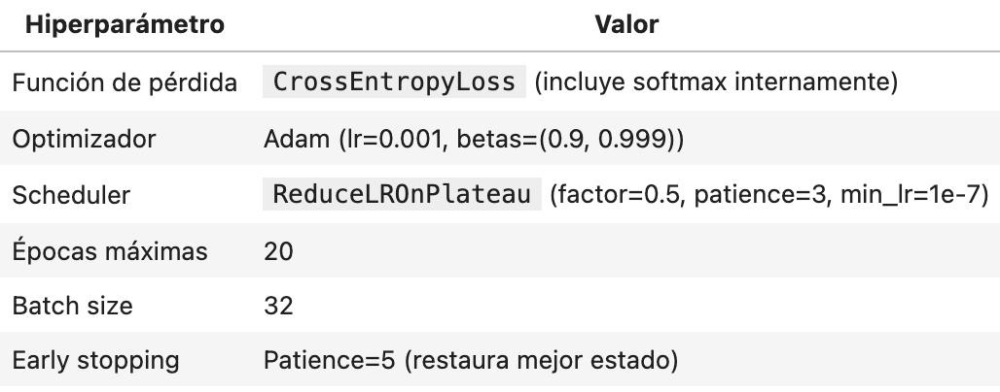 Hiperparámetro Valor
Función de pérdida CrossEntropyLoss (incluye softmax internamente)
Optimizador Adam (lr=0.001, betas=(0.9, 0.999))
Scheduler ReduceLROnPlateau (factor=0.5, patience=3, min_lr=1e-7)
Épocas máximas 20
Batch size 32
Early stopping Patience=5 (restaura mejor estado)